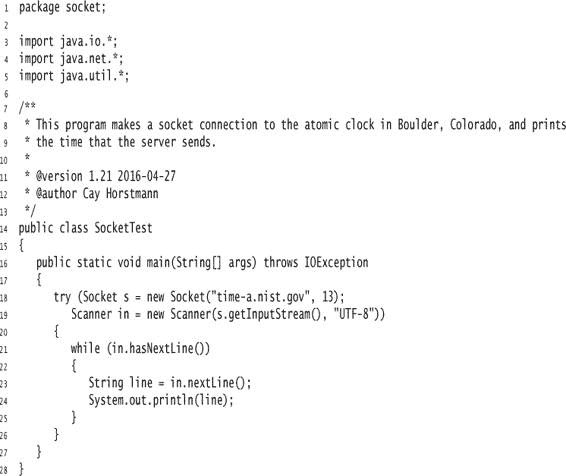 1 package socket;
2
3 import java.io.*;
4 import java.net.*;
5 import java.util.*;
6
7 /**
8  * This program makes a socket connection to the atomic clock in Boulder, Colorado, and prints
9  * the time that the server sends.
10  *
11  * @version 1.21 2016-04-27
12  * @author Cay Horstmann
13  */
14 public class SocketTest
15 {
16    public static void main(String[] args) throws IOException
17    {
18       try (Socket s = new Socket("time-a.nist.gov", 13);
19          Scanner in = new Scanner(s.getInputStream(), "UTF-8"))
20       {
21          while (in.hasNextLine())
22          {
23             String line = in.nextLine();
24             System.out.println(line);
25          }
26       }
27    }
28 }